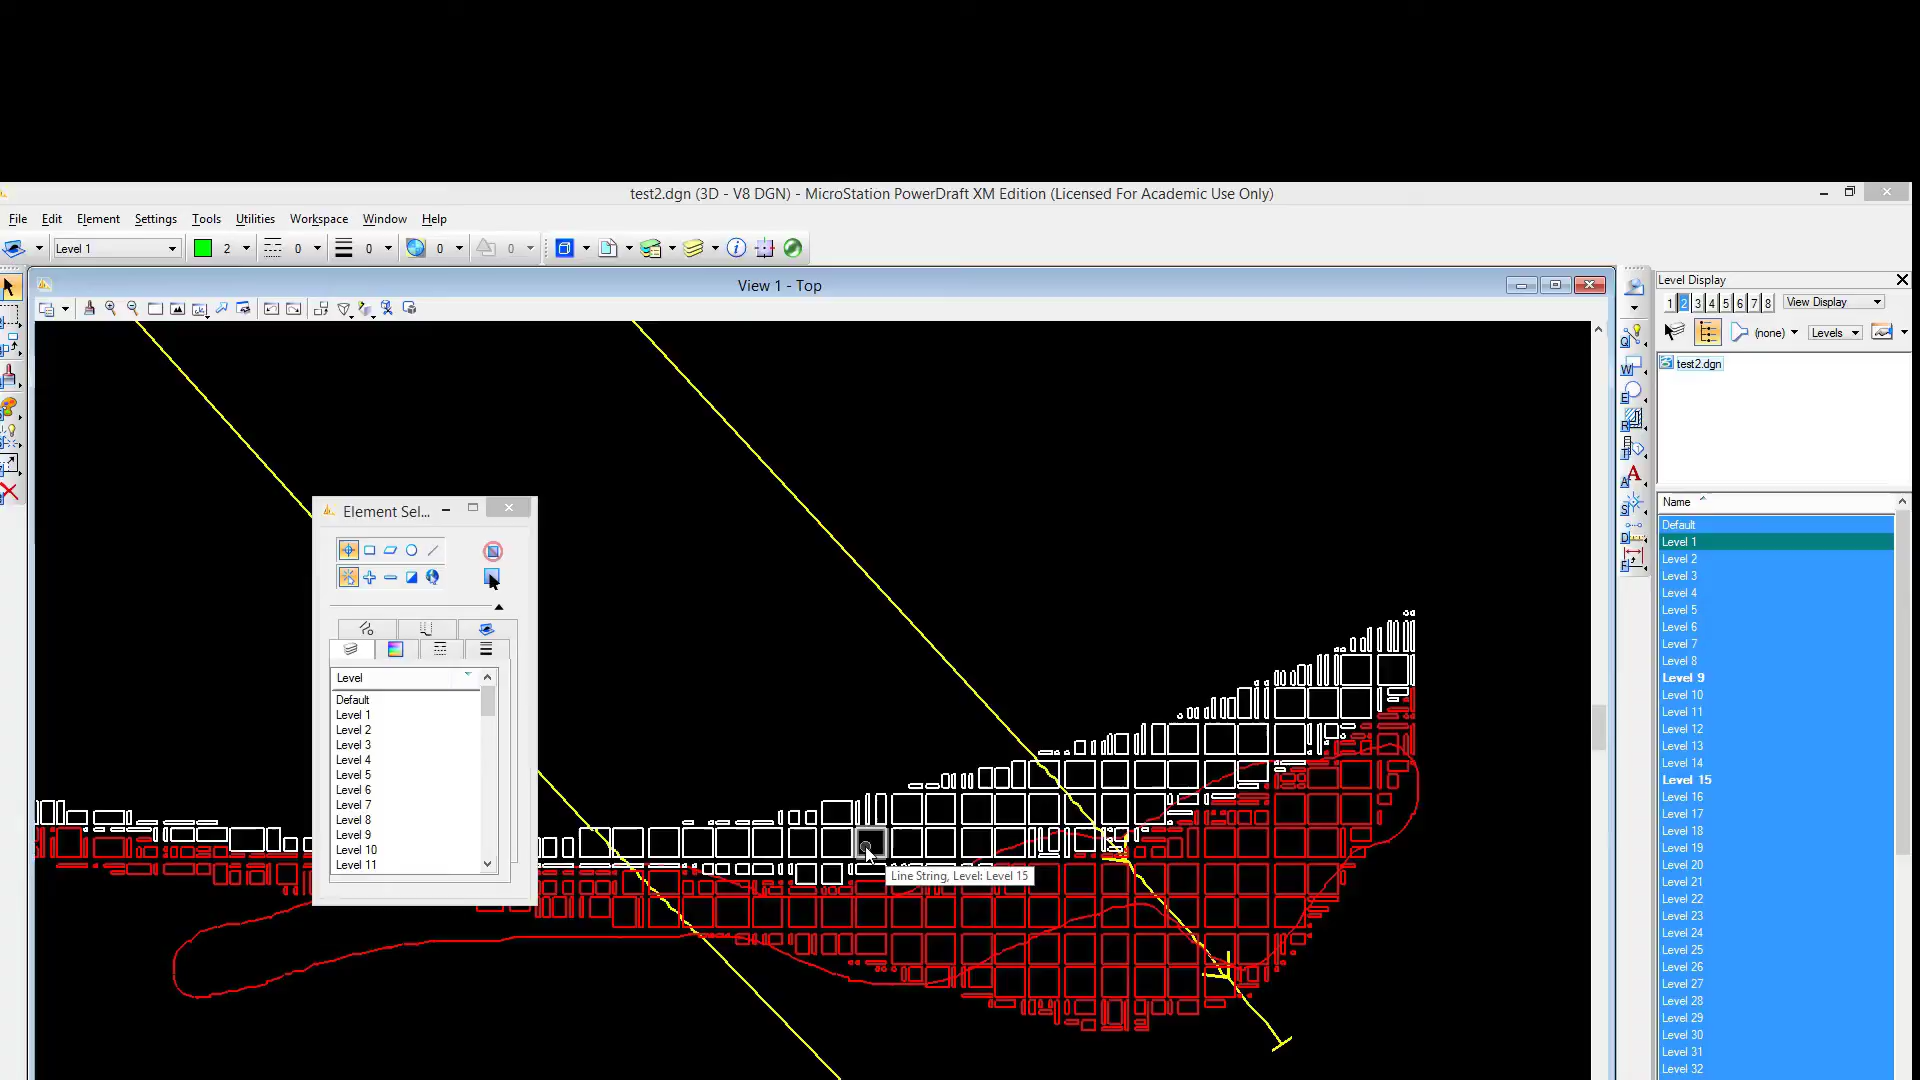 test2.dgn (3D - V8 DGN) - MicroStation PowerDraft XM Edition (Licensed For Academic Use Only)
File Edit Element Settings Tools Utilities Workspace Window Help
Level 1 2 0 0 0 0
View 1 - Top
Level Display
1 2 3 4 5 6 7 8 View Display
(none) Levels
test2.dgn
Name
Default
Level 1
Level 2
Level 3
Level 4
Level 5
Level 6
Level 7
Level 8
Level 9
Level 10
Level 11
Level 12
Level 13
Level 14
Level 15
Level 16
Level 17
Level 18
Level 19
Level 20
Level 21
Level 22
Level 23
Level 24
Level 25
Level 26
Level 27
Level 28
Level 29
Level 30
Level 31
Level 32
Element Sel...
Level
Default
Level 1
Level 2
Level 3
Level 4
Level 5
Level 6
Level 7
Level 8
Level 9
Level 10
Level 11
Line String, Level: Level 15